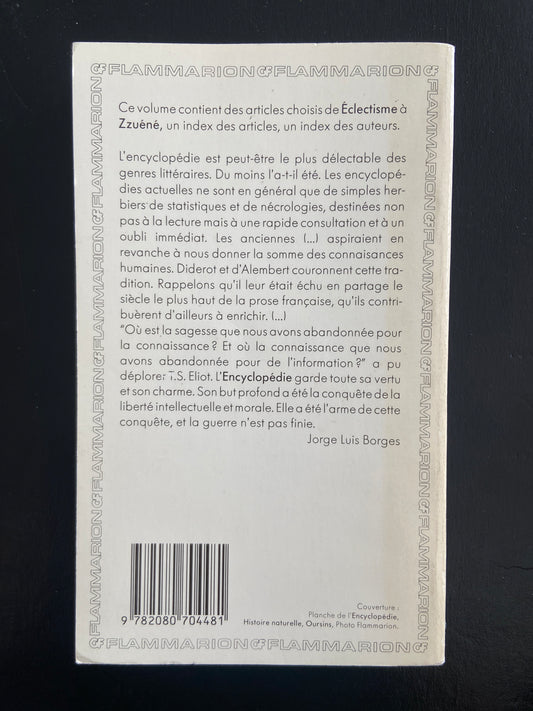 FLAMMARION FLAMMARION
Ce volume contient des articles choisis de Éclectisme à
Zzuéné, un index des articles, un index des auteurs.
L'encyclopédie est peut-être le plus délectable des
genres littéraires. Du moins l'a-t-il été. Les encyclopé-
dies actuelles ne sont en général que de simples her-
biers de statistiques et de nécrologies, destinées non
pas à la lecture mais à une rapide consultation et à un
oubli immédiat. Les anciennes (...) aspiraient en
revanche à nous donner la somme des connaisances
humaines. Diderot et d'Alembert couronnent cette tra-
dition. Rappelons qu'il leur était échu en partage le
siècle le plus haut de la prose française, qu'ils contri-
buèrent d'ailleurs à enrichir. (...)
"Où est la sagesse que nous avons abandonnée pour
la connaissance ? Et où la connaissance que nous
avons abandonnée pour de l'information ?" a pu
déplorer T.S. Eliot. L'Encyclopédie garde toute sa vertu
et son charme. Son but profond a été la conquête de la
liberté intellectuelle et morale. Elle a été l'arme de cette
conquête, et la guerre n'est pas finie.
Jorge Luis Borges
9 782080 704481
Couverture :
Planche de l'Encyclopédie,
Histoire naturelle, Oursins, Photo Flammarion.
FLAMMARION FLAMMARION
FLAMMARION FLAMMARION FLAMMARION
FLAMMARION FLAMMARION FLAMMARION